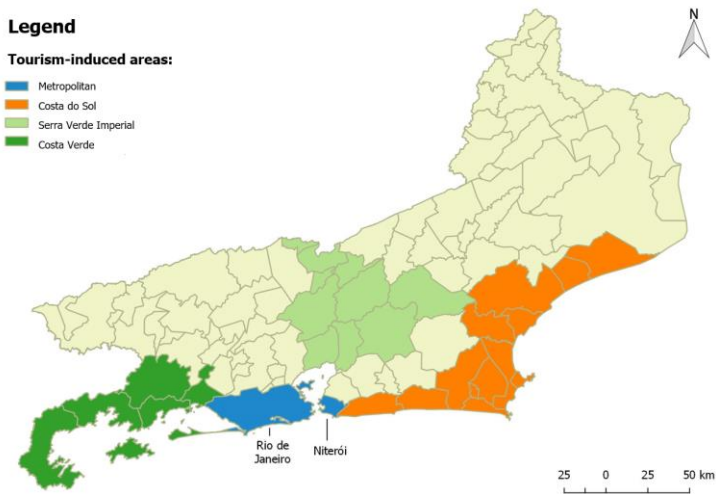 Legend
N
Tourism-induced areas:
Metropolitan
Costa do Sol
Serra Verde Imperial
Costa Verde
Rio de
Janeiro
Niterói
25 0 25 50 km